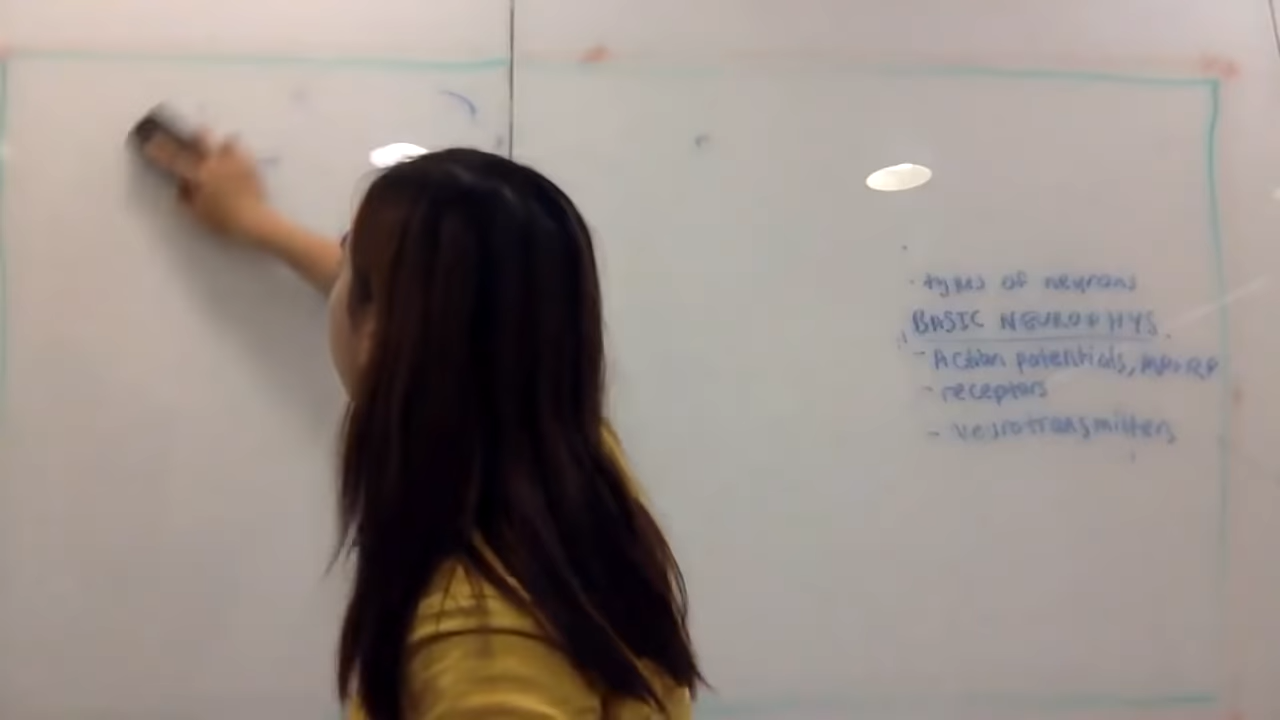 · types of neurons
BASIC NEUROPHYS.
- Action potentials,
- receptors
- Neurotransmitters